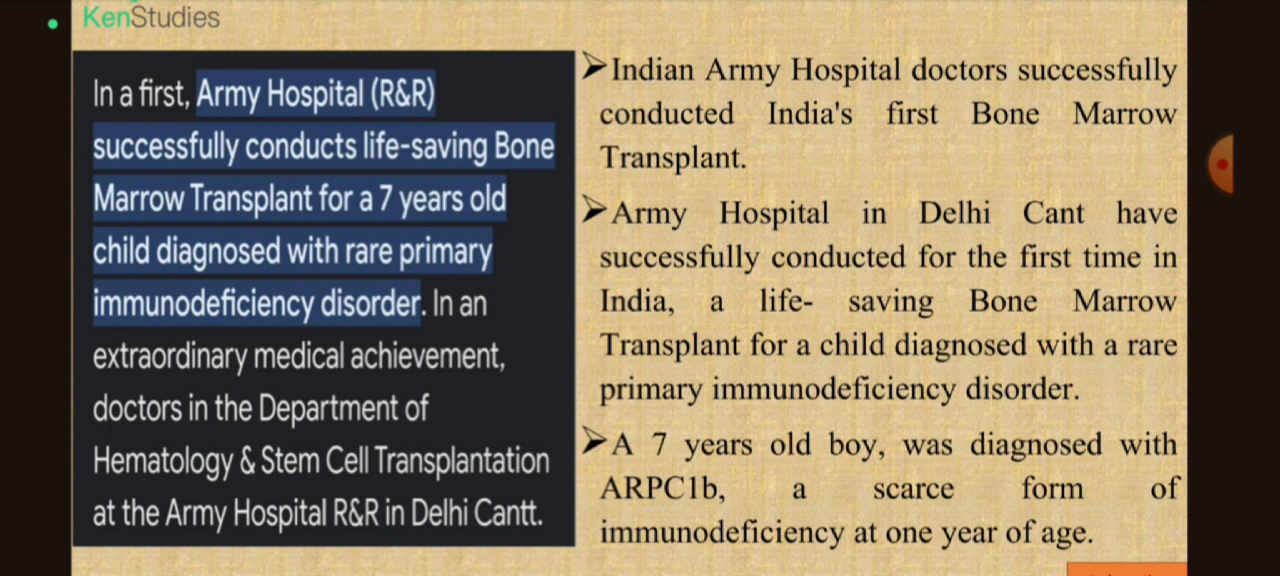 KenStudies
In a first, Army Hospital (R&R)
successfully conducts life-saving Bone
Marrow Transplant for a 7 years old
child diagnosed with rare primary
immunodeficiency disorder. In an
extraordinary medical achievement,
doctors in the Department of
Hematology & Stem Cell Transplantation
at the Army Hospital R&R in Delhi Cantt.
➢Indian Army Hospital doctors successfully
conducted India's first Bone Marrow
Transplant.
➢Army Hospital in Delhi Cant have
successfully conducted for the first time in
India, a life- saving Bone Marrow
Transplant for a child diagnosed with a rare
primary immunodeficiency disorder.
➢A 7 years old boy, was diagnosed with
ARPC1b, a scarce form of
immunodeficiency at one year of age.